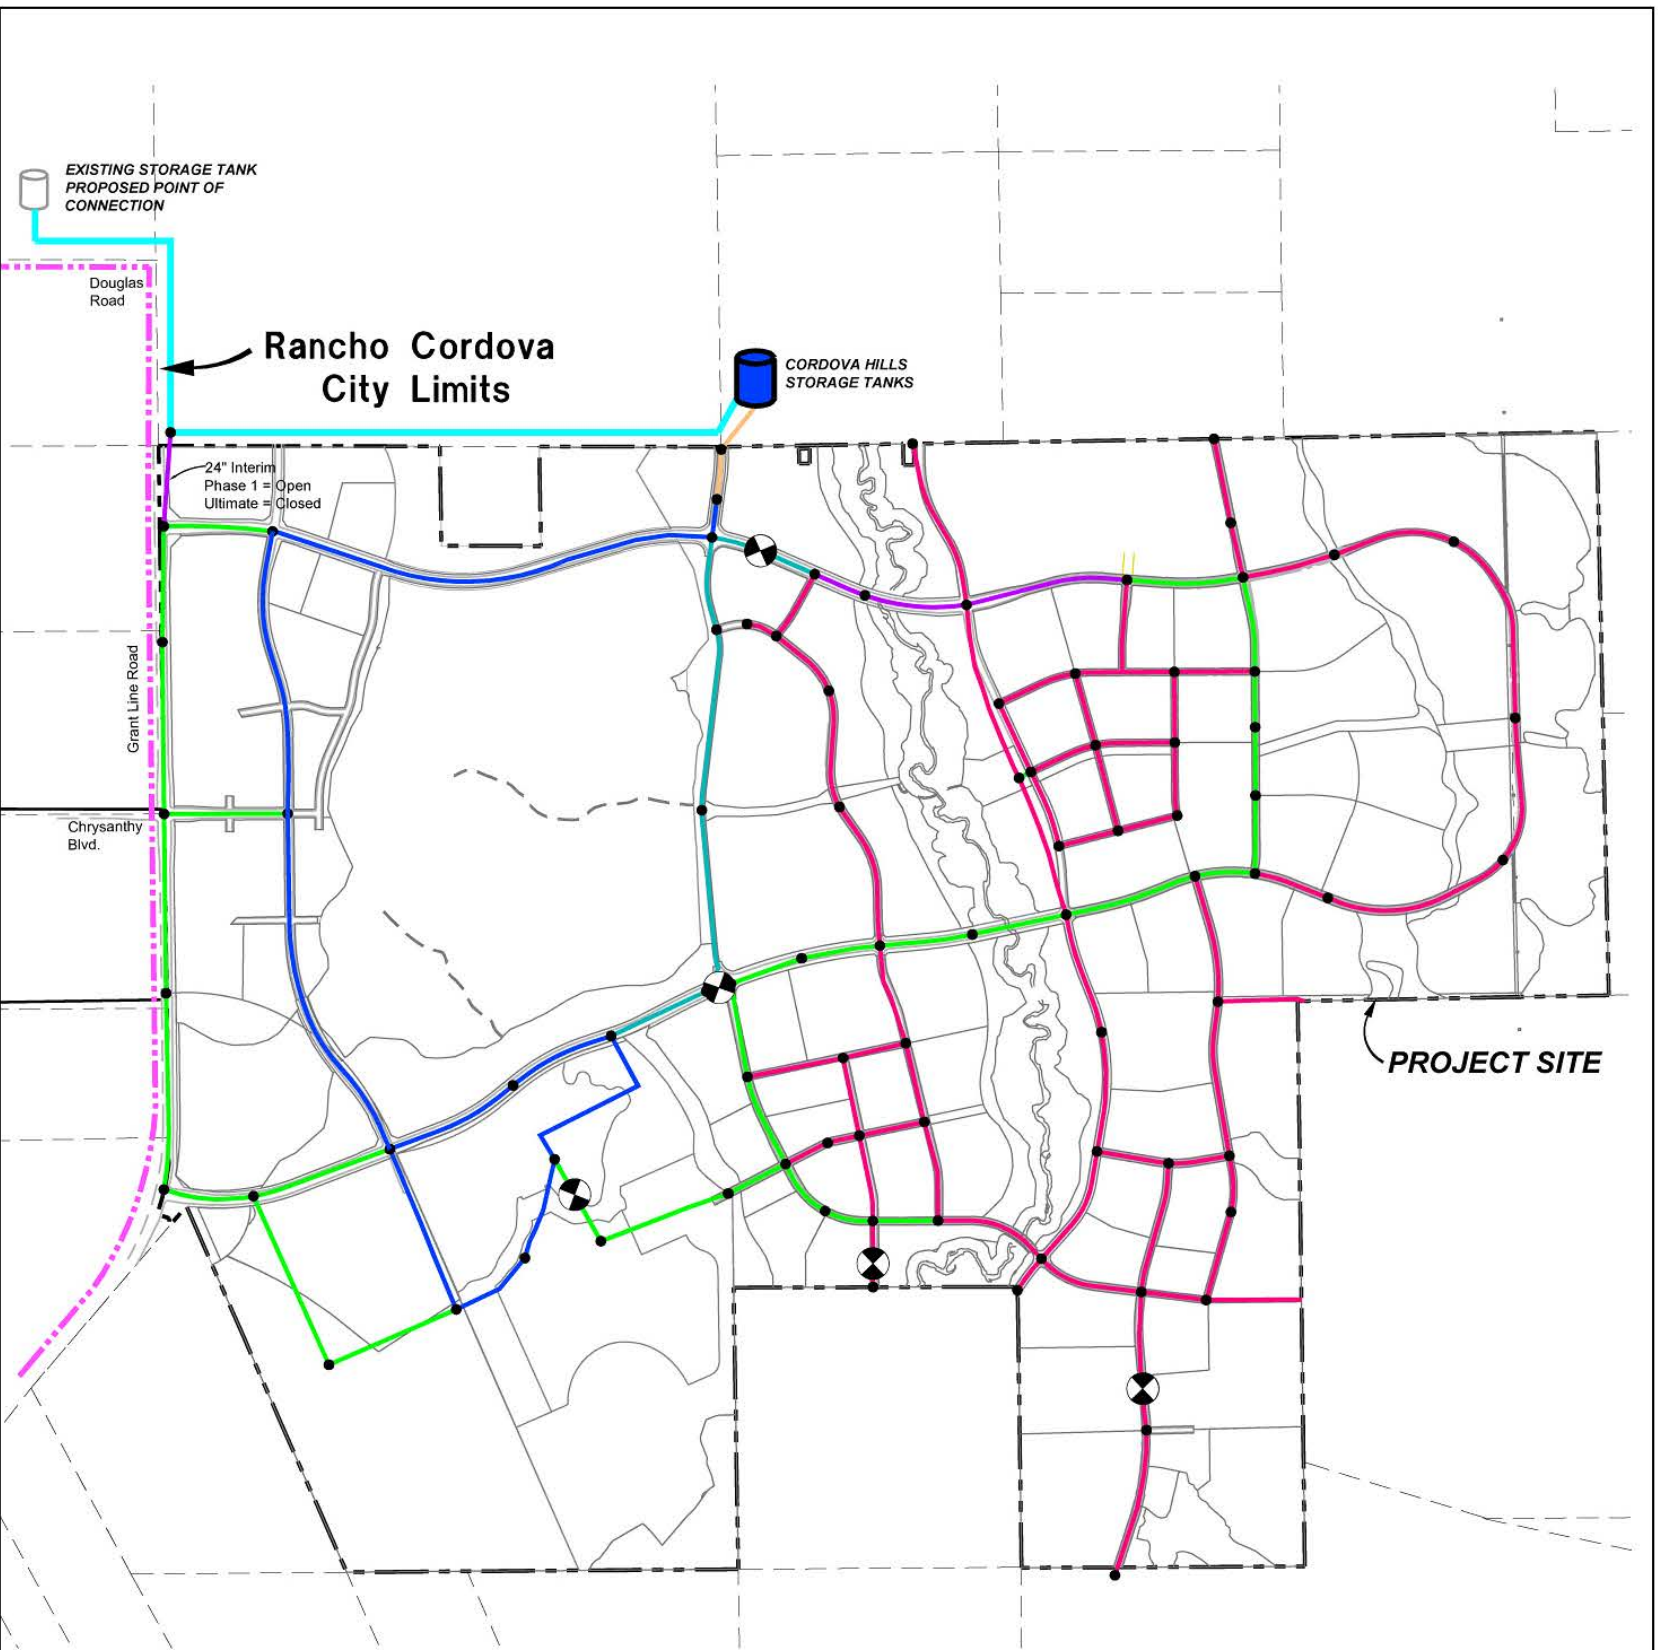 EXISTING STORAGE TANK
PROPOSED POINT OF
CONNECTION
Douglas
Road
Rancho Cordova
City Limits
CORDOVA HILLS
STORAGE TANKS
24" Interim
Phase 1 = Open
Ultimate = Closed
Grant Line Road
Chrysanthy
Blvd.
PROJECT SITE